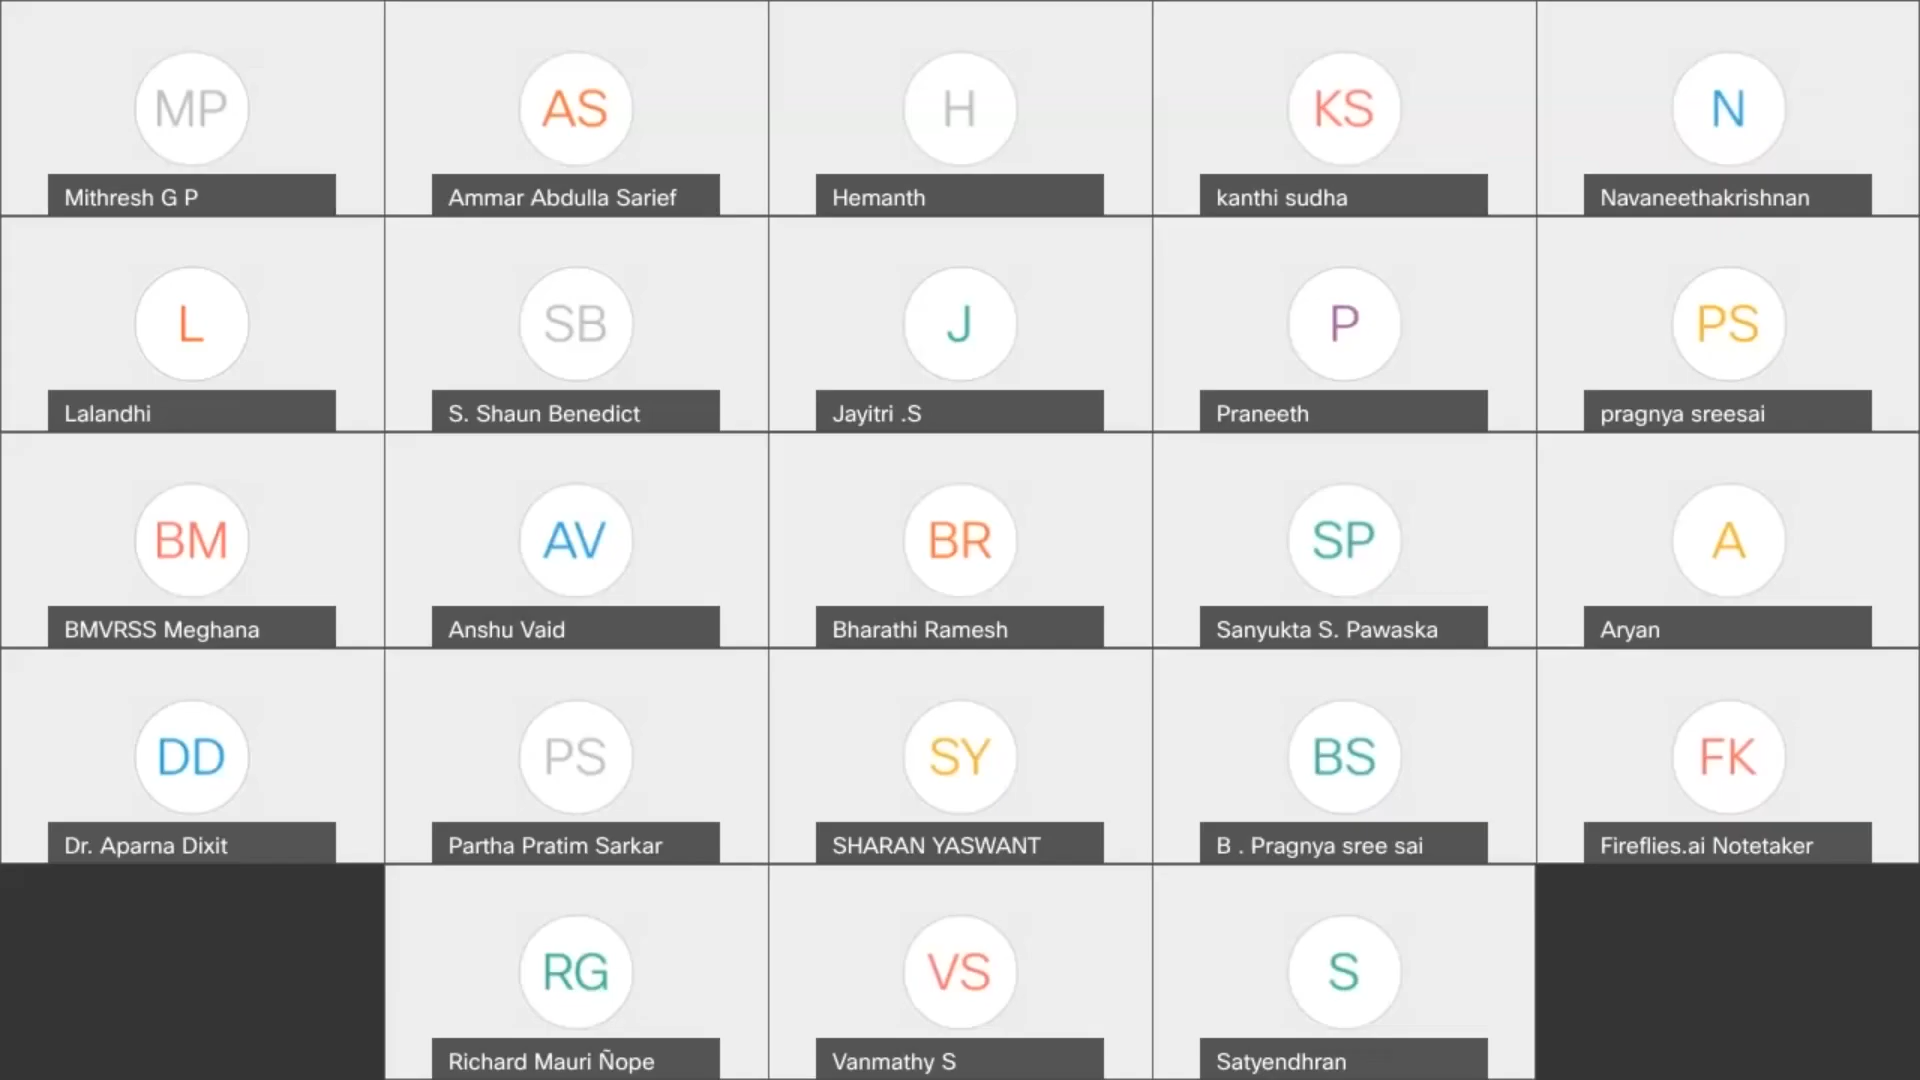 MP
Mithresh G P
AS
Ammar Abdulla Sarief
H
Hemanth
KS
kanthi sudha
N
Navaneethakrishnan
L
Lalandhi
SB
S. Shaun Benedict
J
Jayitri .S
P
Praneeth
PS
pragnya sreesai
BM
BMVRSS Meghana
AV
Anshu Vaid
BR
Bharathi Ramesh
SP
Sanyukta S. Pawaska
A
Aryan
DD
Dr. Aparna Dixit
PS
Partha Pratim Sarkar
SY
SHARAN YASWANT
BS
B . Pragnya sree sai
FK
Fireflies.ai Notetaker
RG
Richard Mauri Ñope
VS
Vanmathy S
S
Satyendhran